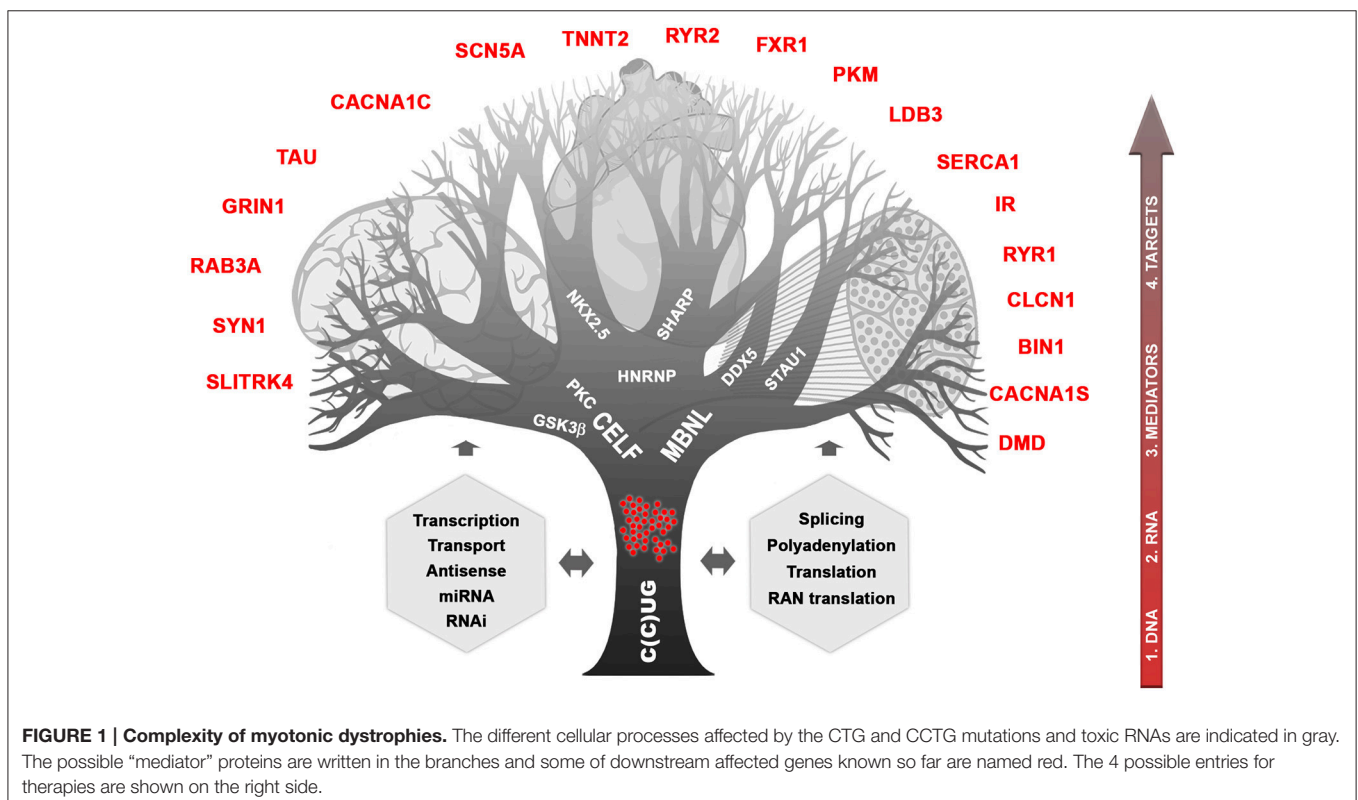 SCN5A
TNNT2
RYR2
FXR1
PKM
CACNA1C
LDB3
TAU
SERCA1
GRIN1
IR
RAB3A
RYR1
SYN1
CLCN1
SLITRK4
BIN1
CACNA1S
DMD
NKX2.5
SHARP
HNRNP
DDX5
STAU1
PKC
GSK3β
CELF
MBNL
C(C)UG
Transcription
Transport
Antisense
miRNA
RNAi
Splicing
Polyadenylation
Translation
RAN translation
4. TARGETS
3. MEDIATORS
2. RNA
1. DNA
FIGURE 1 | Complexity of myotonic dystrophies. The different cellular processes affected by the CTG and CCTG mutations and toxic RNAs are indicated in gray.
The possible “mediator” proteins are written in the branches and some of downstream affected genes known so far are named red. The 4 possible entries for
therapies are shown on the right side.